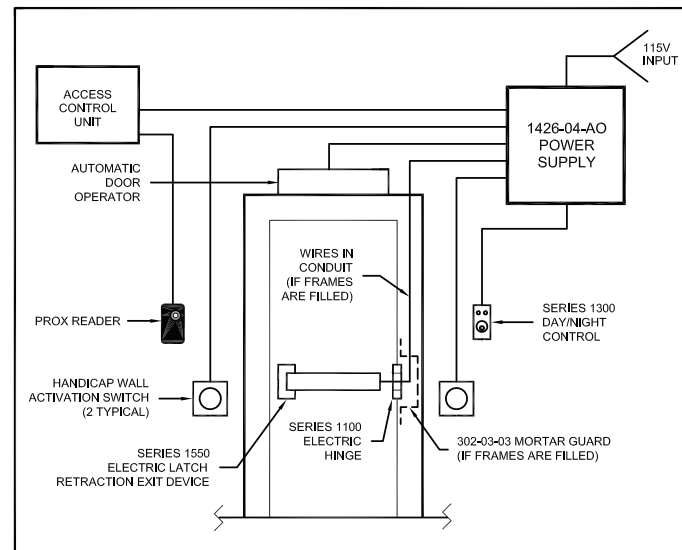 115V
INPUT
ACCESS
CONTROL
UNIT
1426-04-AO
POWER
SUPPLY
AUTOMATIC
DOOR
OPERATOR
WIRES IN
CONDUIT
(IF FRAMES
ARE FILLED)
PROX READER
SERIES 1300
DAY/NIGHT
CONTROL
HANDICAP WALL
ACTIVATION SWITCH
(2 TYPICAL)
SERIES 1550
ELECTRIC LATCH
RETRACTION EXIT DEVICE
SERIES 1100
ELECTRIC
HINGE
302-03-03 MORTAR GUARD
(IF FRAMES ARE FILLED)